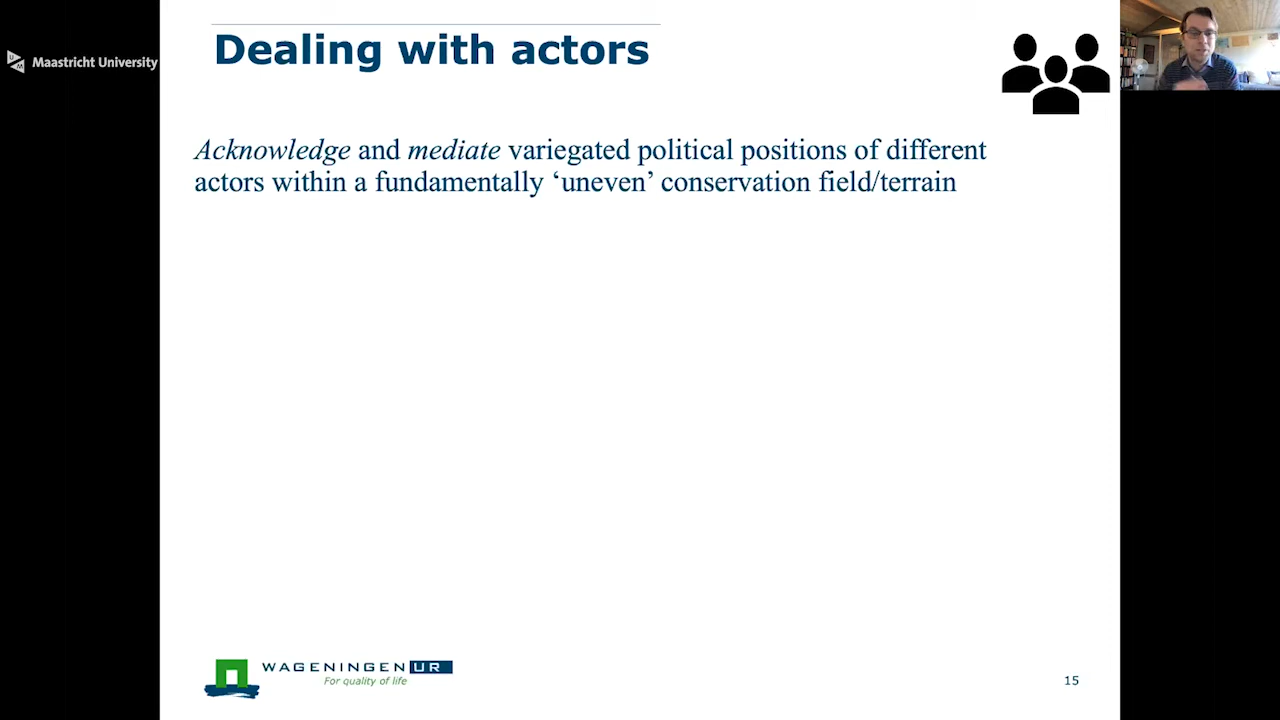 Maastricht University
Dealing with actors
Acknowledge and mediate variegated political positions of different
actors within a fundamentally ‘uneven’ conservation field/terrain
WAGENINGEN UR
For quality of life
15